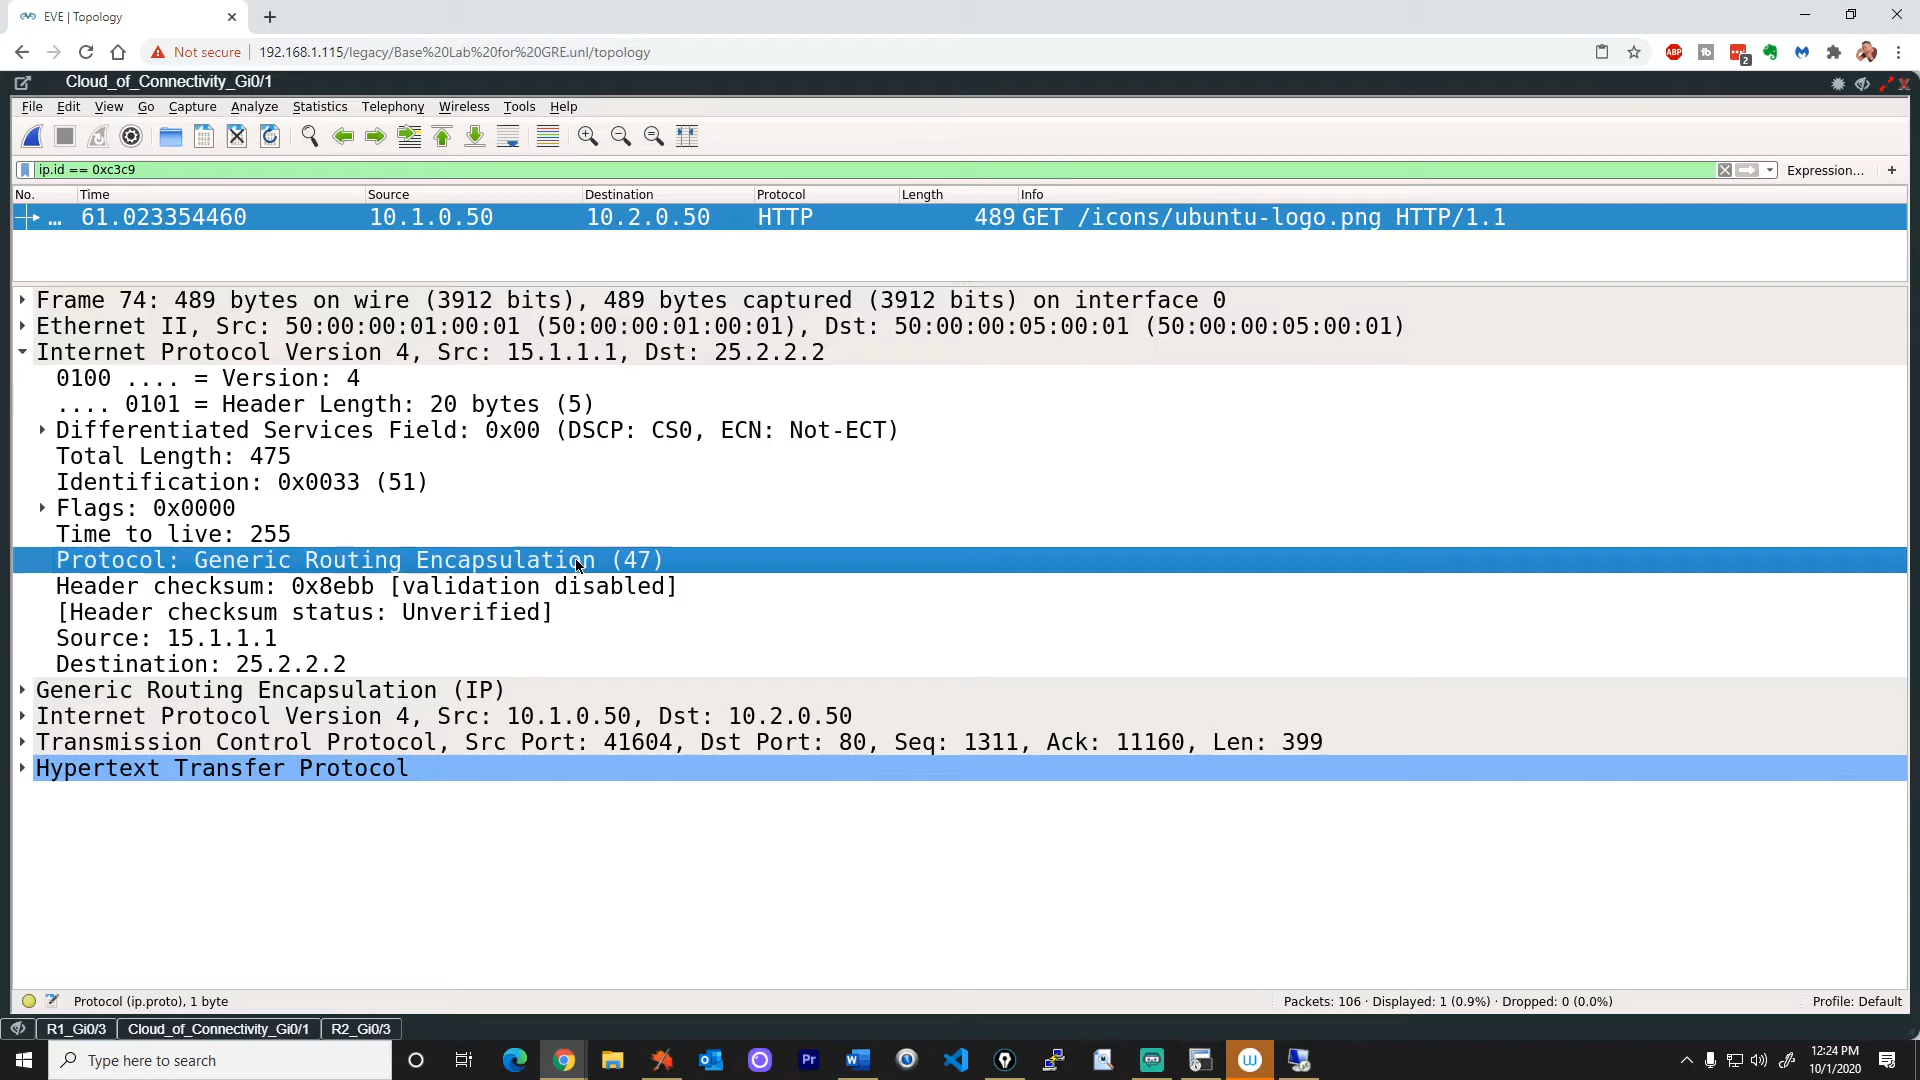 EVE | Topology
Not secure 192.168.1.115/legacy/Base%20Lab%20for%20GRE.unl/topology
ABP
2
Cloud_of_Connectivity_Gi0/1
File Edit View Go Capture Analyze Statistics Telephony Wireless Tools Help
ip.id == 0xc3c9 Expression... +
No. Time Source Destination Protocol Length Info
... 61.023354460 10.1.0.50 10.2.0.50 HTTP 489 GET /icons/ubuntu-logo.png HTTP/1.1
Frame 74: 489 bytes on wire (3912 bits), 489 bytes captured (3912 bits) on interface 0
Ethernet II, Src: 50:00:00:01:00:01 (50:00:00:01:00:01), Dst: 50:00:00:05:00:01 (50:00:00:05:00:01)
Internet Protocol Version 4, Src: 15.1.1.1, Dst: 25.2.2.2
0100 .... = Version: 4
.... 0101 = Header Length: 20 bytes (5)
Differentiated Services Field: 0x00 (DSCP: CS0, ECN: Not-ECT)
Total Length: 475
Identification: 0x0033 (51)
Flags: 0x0000
Time to live: 255
Protocol: Generic Routing Encapsulation (47)
Header checksum: 0x8ebb [validation disabled]
[Header checksum status: Unverified]
Source: 15.1.1.1
Destination: 25.2.2.2
Generic Routing Encapsulation (IP)
Internet Protocol Version 4, Src: 10.1.0.50, Dst: 10.2.0.50
Transmission Control Protocol, Src Port: 41604, Dst Port: 80, Seq: 1311, Ack: 11160, Len: 399
Hypertext Transfer Protocol
Protocol (ip.proto), 1 byte Packets: 106 · Displayed: 1 (0.9%) · Dropped: 0 (0.0%) Profile: Default
R1_Gi0/3 Cloud_of_Connectivity_Gi0/1 R2_Gi0/3
Type here to search
Pr
12:24 PM
10/1/2020